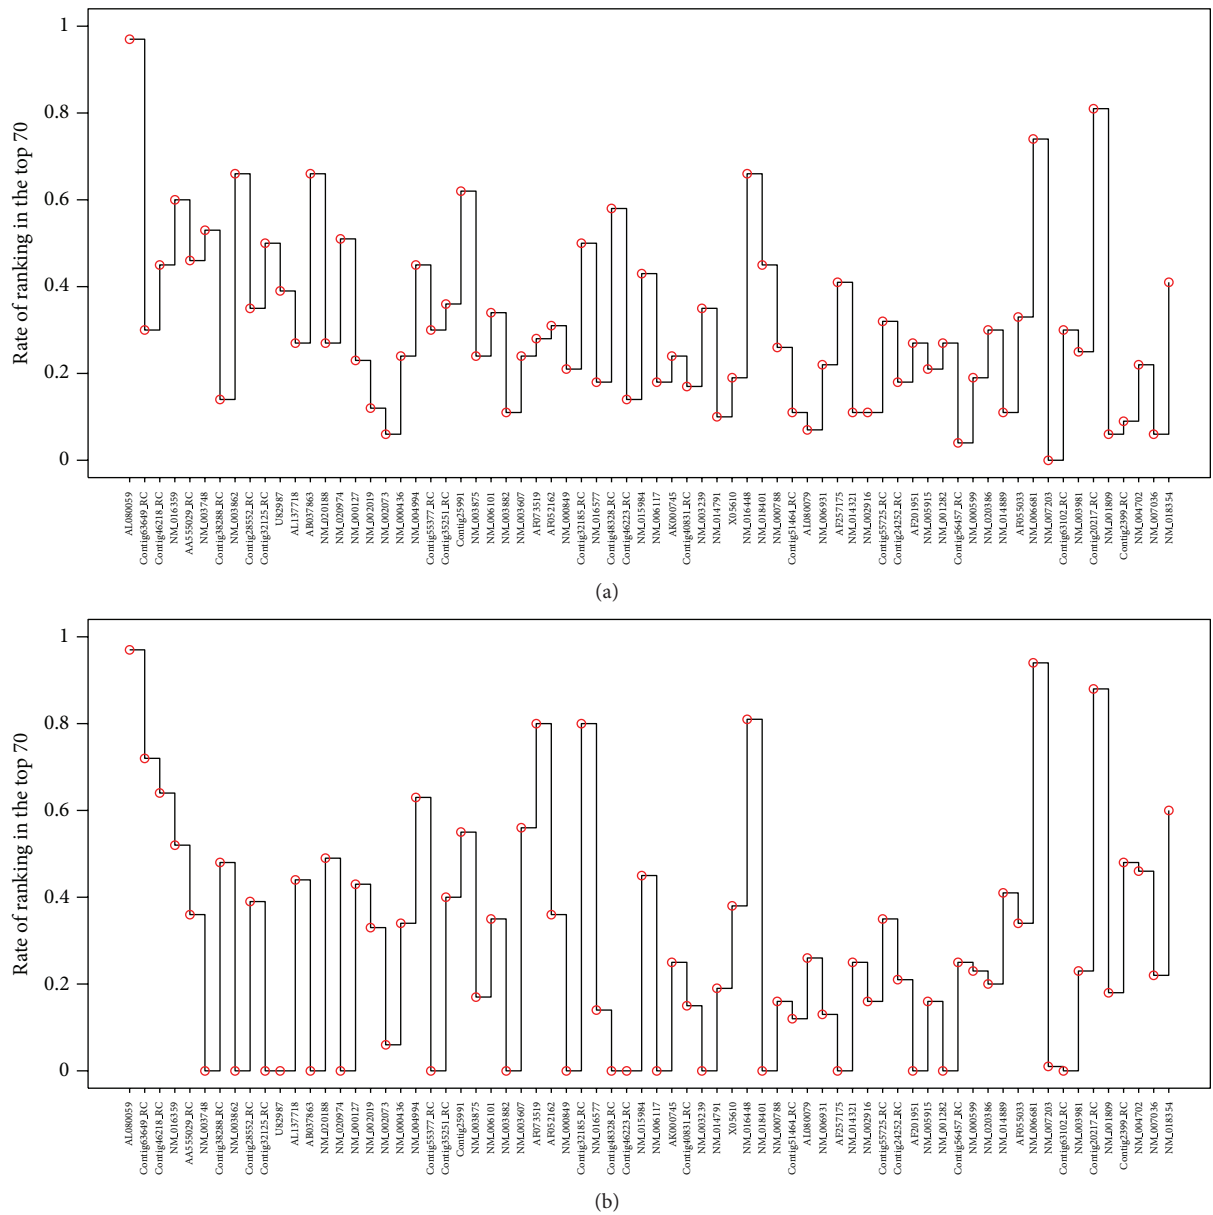 1
0.8
0.6
0.4
0.2
0
Rate of ranking in the top 70
AL080059
Contig63649_RC
Contig46218_RC
NM_016359
AA555029_RC
NM_003748
Contig38288_RC
NM_003862
Contig28552_RC
Contig32125_RC
U82987
AL137718
AB037863
NM_020188
NM_020974
NM_000127
NM_002019
NM_002073
NM_000436
NM_004994
Contig55377_RC
Contig35251_RC
Contig25991
NM_003875
NM_006101
NM_003882
NM_003607
AF073519
AF052162
NM_000849
Contig32185_RC
NM_016577
Contig48328_RC
Contig46223_RC
NM_015984
NM_006117
AK000745
Contig40831_RC
NM_003239
NM_014791
X05610
NM_016448
NM_018401
NM_000788
Contig51464_RC
AL080079
NM_006931
AF257175
NM_014321
NM_002916
Contig55725_RC
Contig24252_RC
AF201951
NM_005915
NM_001282
Contig56457_RC
NM_000599
NM_020386
NM_014889
AF055033
NM_006681
NM_007203
Contig63102_RC
NM_003981
Contig20217_RC
NM_001809
Contig2399_RC
NM_004702
NM_007036
NM_018354
(a)
1
0.8
0.6
0.4
0.2
0
Rate of ranking in the top 70
AL080059
Contig63649_RC
Contig46218_RC
NM_016359
AA555029_RC
NM_003748
Contig38288_RC
NM_003862
Contig28552_RC
Contig32125_RC
U82987
AL137718
AB037863
NM_020188
NM_020974
NM_000127
NM_002019
NM_002073
NM_000436
NM_004994
Contig55377_RC
Contig35251_RC
Contig25991
NM_003875
NM_006101
NM_003882
NM_003607
AF073519
AF052162
NM_000849
Contig32185_RC
NM_016577
Contig48328_RC
Contig46223_RC
NM_015984
NM_006117
AK000745
Contig40831_RC
NM_003239
NM_014791
X05610
NM_016448
NM_018401
NM_000788
Contig51464_RC
AL080079
NM_006931
AF257175
NM_014321
NM_002916
Contig55725_RC
Contig24252_RC
AF201951
NM_005915
NM_001282
Contig56457_RC
NM_000599
NM_020386
NM_014889
AF055033
NM_006681
NM_007203
Contig63102_RC
NM_003981
Contig20217_RC
NM_001809
Contig2399_RC
NM_004702
NM_007036
NM_018354
(b)